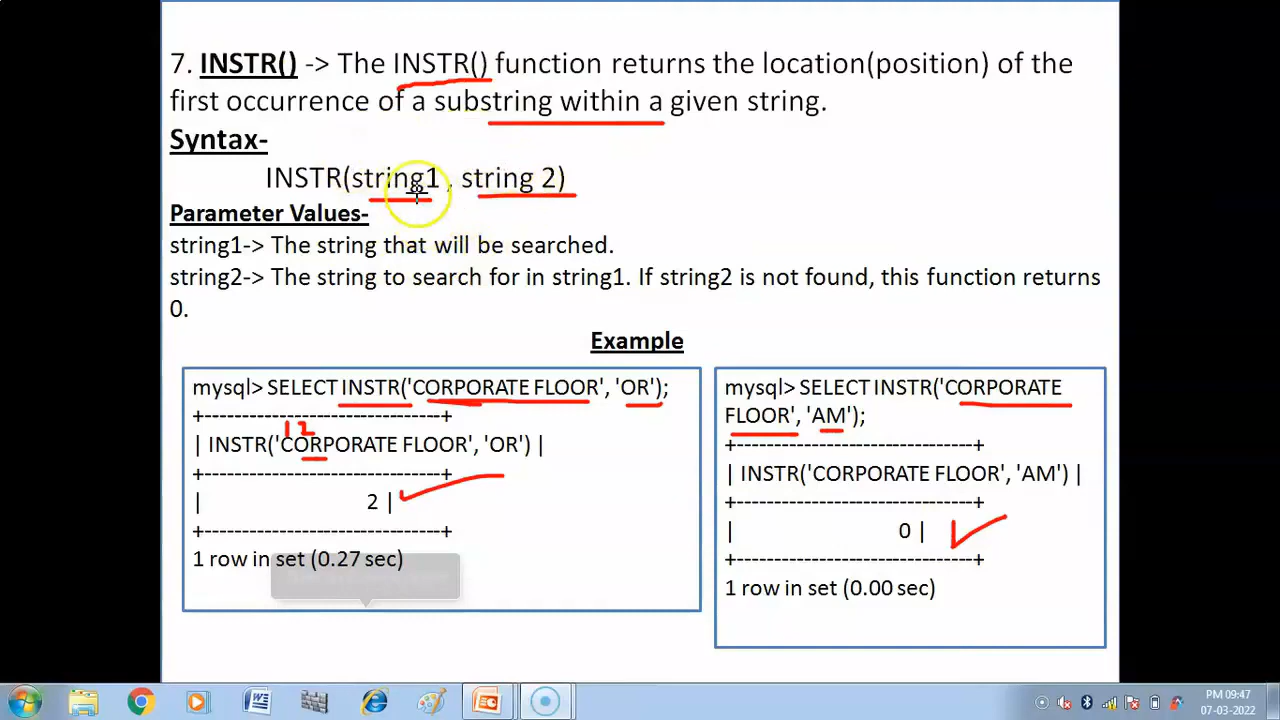 7. INSTR() -> The INSTR() function returns the location(position) of the
first occurrence of a substring within a given string.
Syntax-
INSTR(string1 , string 2)
Parameter Values-
string1-> The string that will be searched.
string2-> The string to search for in string1. If string2 is not found, this function returns
0.
Example
mysql> SELECT INSTR('CORPORATE FLOOR', 'OR');
+----------------------------------+
1 2
| INSTR('CORPORATE FLOOR', 'OR') |
+----------------------------------+
| 2 |
+----------------------------------+
1 row in set (0.27 sec)
mysql> SELECT INSTR('CORPORATE
FLOOR', 'AM');
+----------------------------------+
| INSTR('CORPORATE FLOOR', 'AM') |
+----------------------------------+
| 0 |
+----------------------------------+
1 row in set (0.00 sec)
PM 09:47
07-03-2022